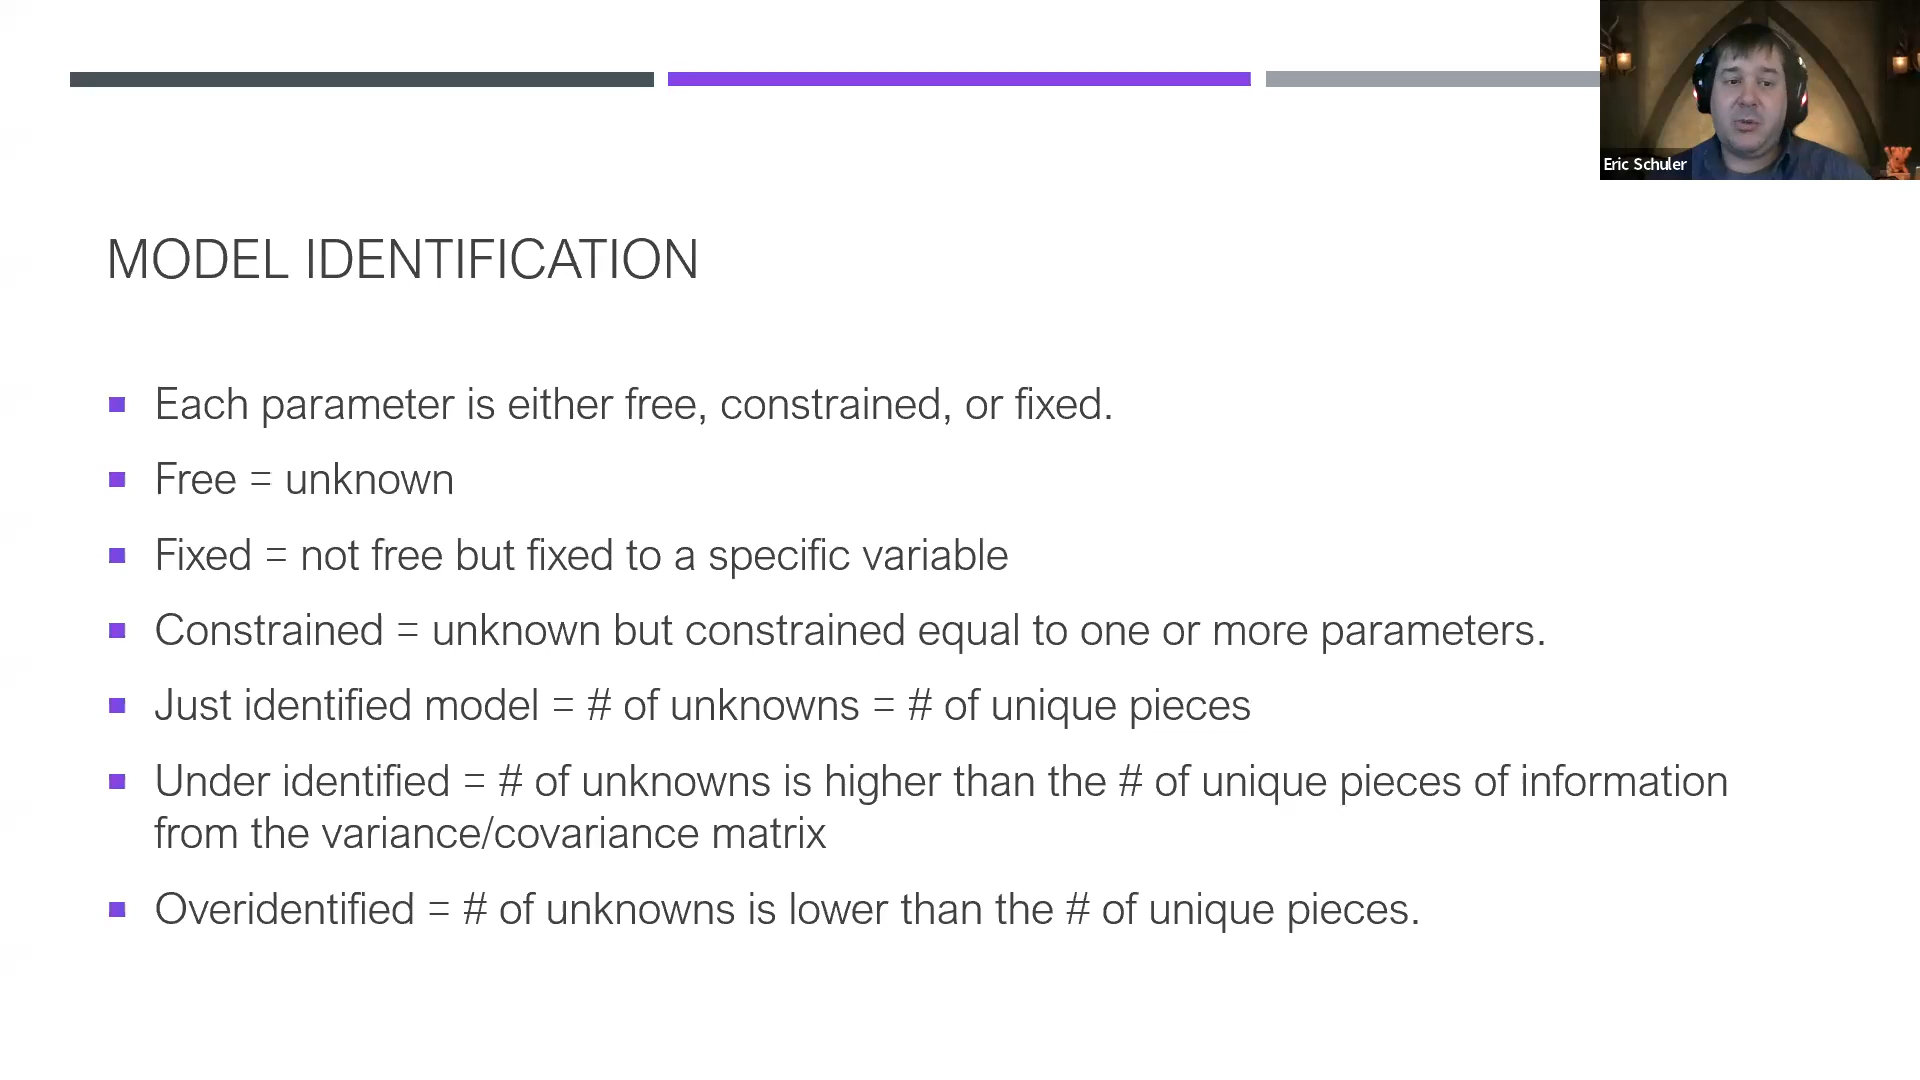 Eric Schuler
MODEL IDENTIFICATION
Each parameter is either free, constrained, or fixed.
Free = unknown
Fixed = not free but fixed to a specific variable
Constrained = unknown but constrained equal to one or more parameters.
Just identified model = # of unknowns = # of unique pieces
Under identified = # of unknowns is higher than the # of unique pieces of information
from the variance/covariance matrix
Overidentified = # of unknowns is lower than the # of unique pieces.